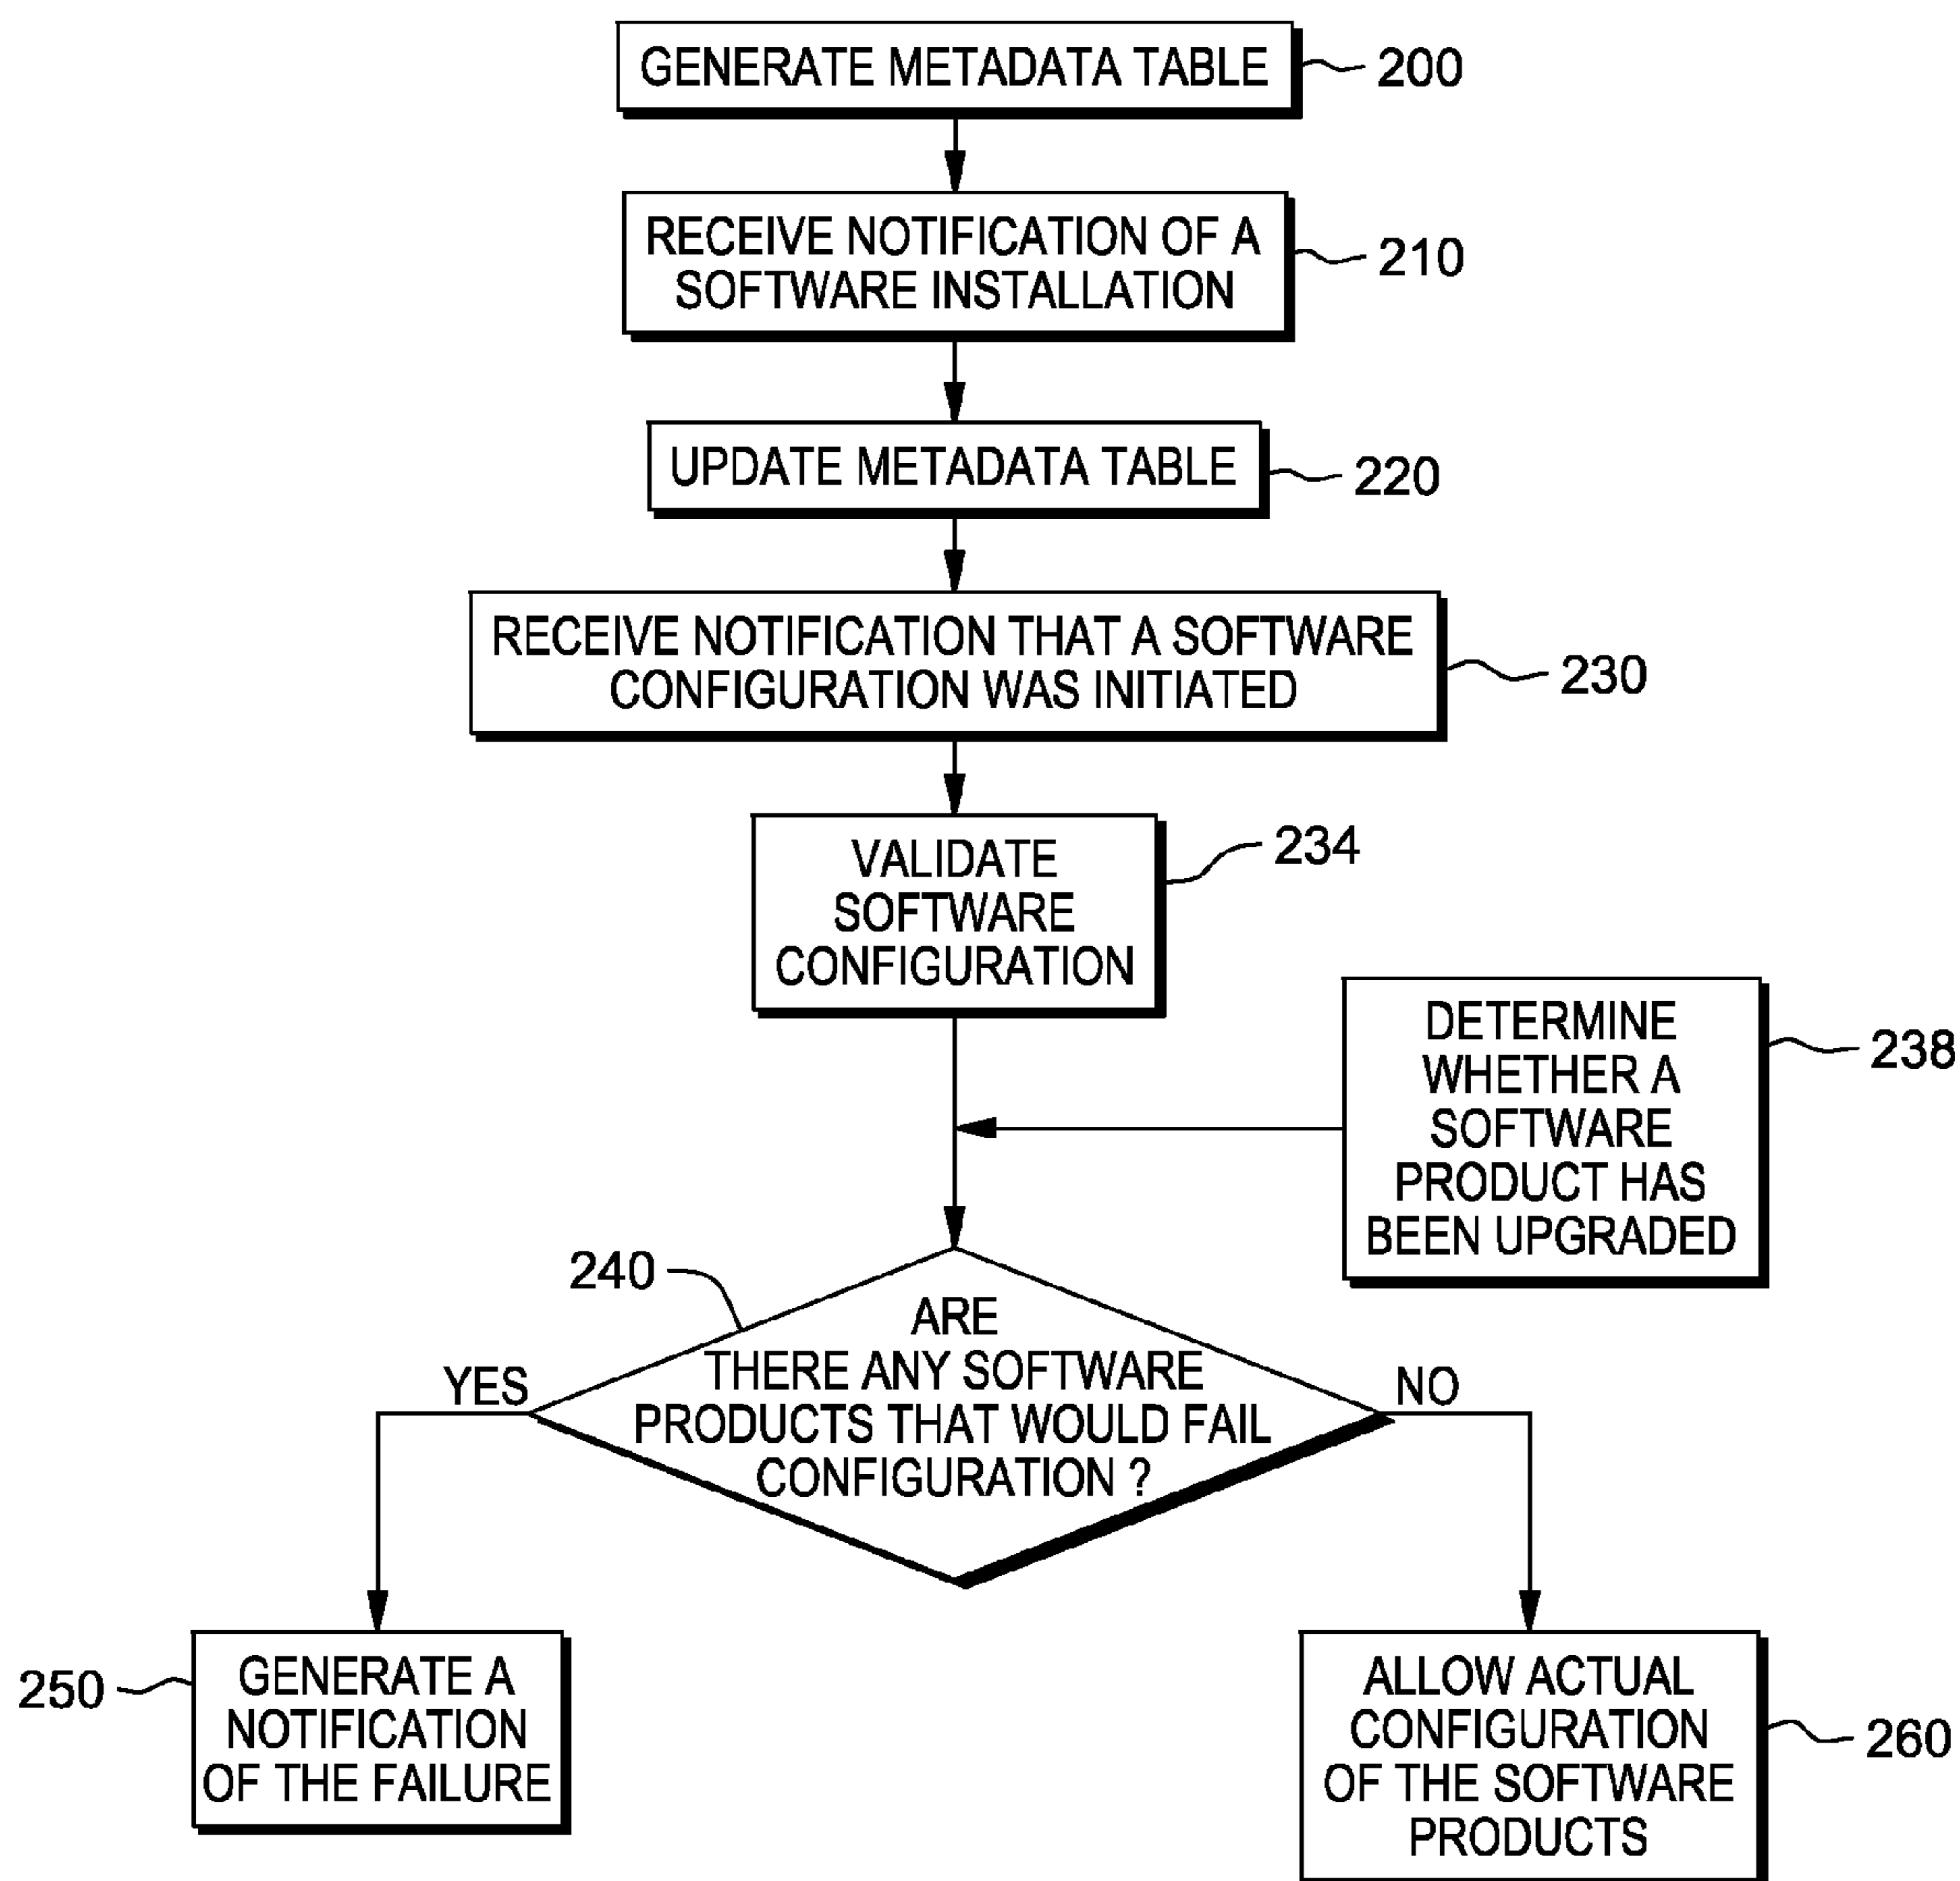 GENERATE METADATA TABLE
200
RECEIVE NOTIFICATION OF A
SOFTWARE INSTALLATION
210
UPDATE METADATA TABLE
220
RECEIVE NOTIFICATION THAT A SOFTWARE
CONFIGURATION WAS INITIATED
230
VALIDATE
SOFTWARE
CONFIGURATION
234
DETERMINE
WHETHER A
SOFTWARE
PRODUCT HAS
BEEN UPGRADED
238
240
ARE
THERE ANY SOFTWARE
PRODUCTS THAT WOULD FAIL
CONFIGURATION ?
YES
NO
250
GENERATE A
NOTIFICATION
OF THE FAILURE
ALLOW ACTUAL
CONFIGURATION
OF THE SOFTWARE
PRODUCTS
260